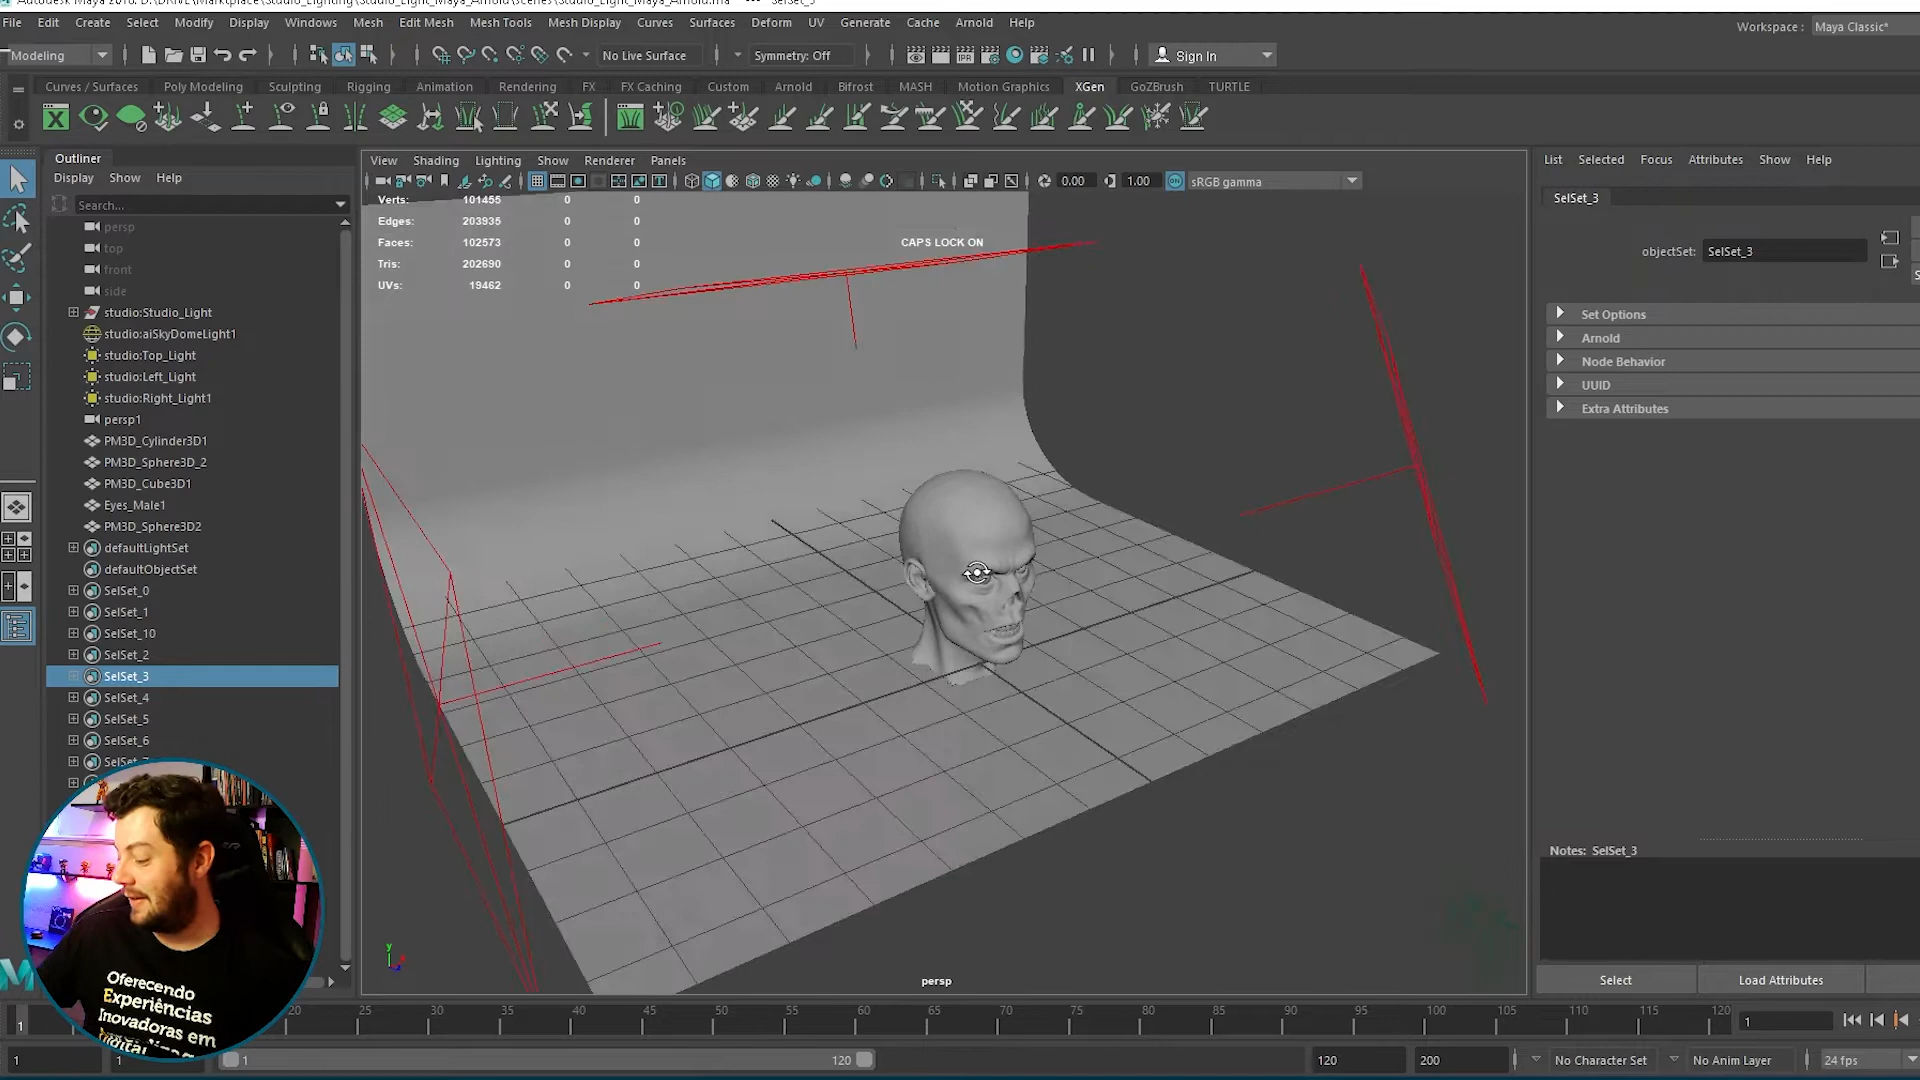 File Edit Create Select Modify Display Windows Mesh Edit Mesh Mesh Tools Mesh Display Curves Surfaces Deform UV Generate Cache Arnold Help
Workspace : Maya Classic*
Modeling
No Live Surface
Symmetry: Off
Sign In
Curves / Surfaces Poly Modeling Sculpting Rigging Animation Rendering FX FX Caching Custom Arnold Bifrost MASH Motion Graphics XGen GoZBrush TURTLE
Outliner
Display Show Help
Search...
persp
top
front
side
studio:Studio_Light
studio:aiSkyDomeLight1
studio:Top_Light
studio:Left_Light
studio:Right_Light1
persp1
PM3D_Cylinder3D1
PM3D_Sphere3D_2
PM3D_Cube3D1
Eyes_Male1
PM3D_Sphere3D2
defaultLightSet
defaultObjectSet
SelSet_0
SelSet_1
SelSet_10
SelSet_2
SelSet_3
SelSet_4
SelSet_5
SelSet_6
View Shading Lighting Show Renderer Panels
0.00 1.00 ON sRGB gamma
Verts: 101455 0 0
Edges: 203935 0 0
Faces: 102573 0 0
Tris: 202690 0 0
UVs: 19462 0 0
CAPS LOCK ON
persp
y
List Selected Focus Attributes Show Help
SelSet_3
objectSet: SelSet_3
Set Options
Arnold
Node Behavior
UUID
Extra Attributes
Notes: SelSet_3
Select
Load Attributes
Oferecendo
Experiências
Inovadoras em
1 20 25 30 35 40 45 50 55 60 65 70 75 80 85 90 95 100 105 110 115 120 1
1 1 1 120 120 200 No Character Set No Anim Layer 24 fps